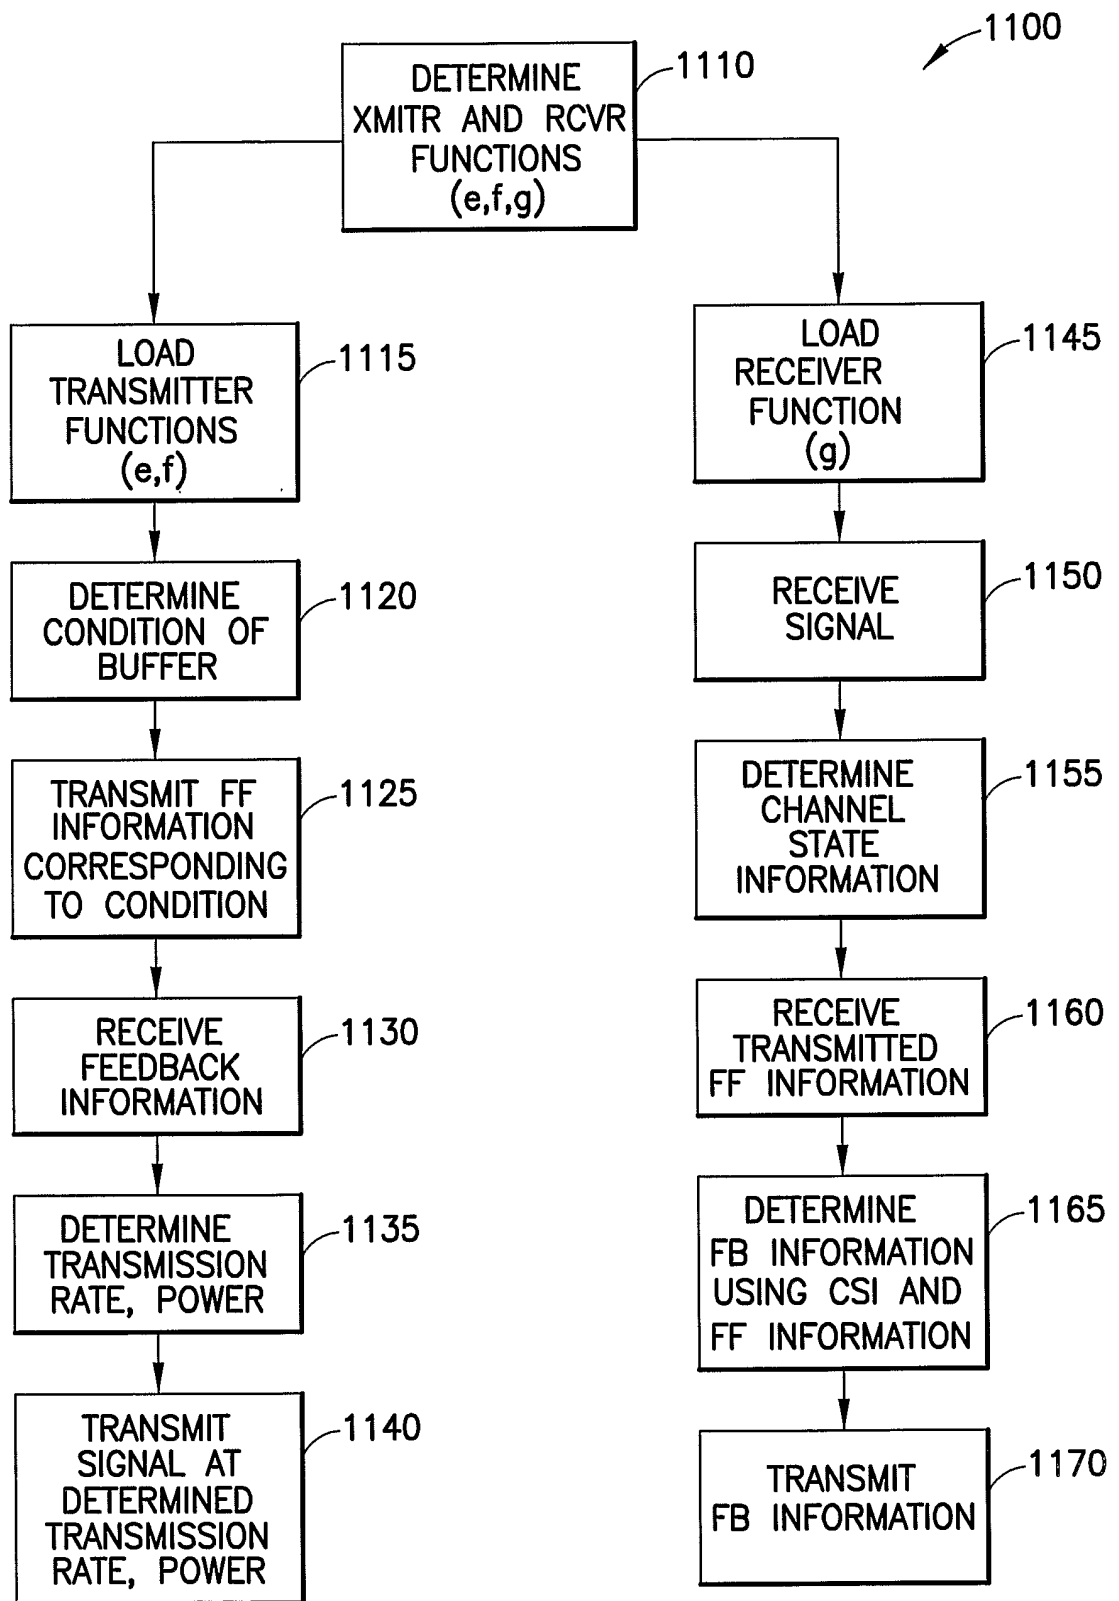 1100
DETERMINE
XMITR AND RCVR
FUNCTIONS
(e,f,g)
1110
LOAD
TRANSMITTER
FUNCTIONS
(e,f)
1115
DETERMINE
CONDITION OF
BUFFER
1120
TRANSMIT FF
INFORMATION
CORRESPONDING
TO CONDITION
1125
RECEIVE
FEEDBACK
INFORMATION
1130
DETERMINE
TRANSMISSION
RATE, POWER
1135
TRANSMIT
SIGNAL AT
DETERMINED
TRANSMISSION
RATE, POWER
1140
LOAD
RECEIVER
FUNCTION
(g)
1145
RECEIVE
SIGNAL
1150
DETERMINE
CHANNEL
STATE
INFORMATION
1155
RECEIVE
TRANSMITTED
FF INFORMATION
1160
DETERMINE
FB INFORMATION
USING CSI AND
FF INFORMATION
1165
TRANSMIT
FB INFORMATION
1170